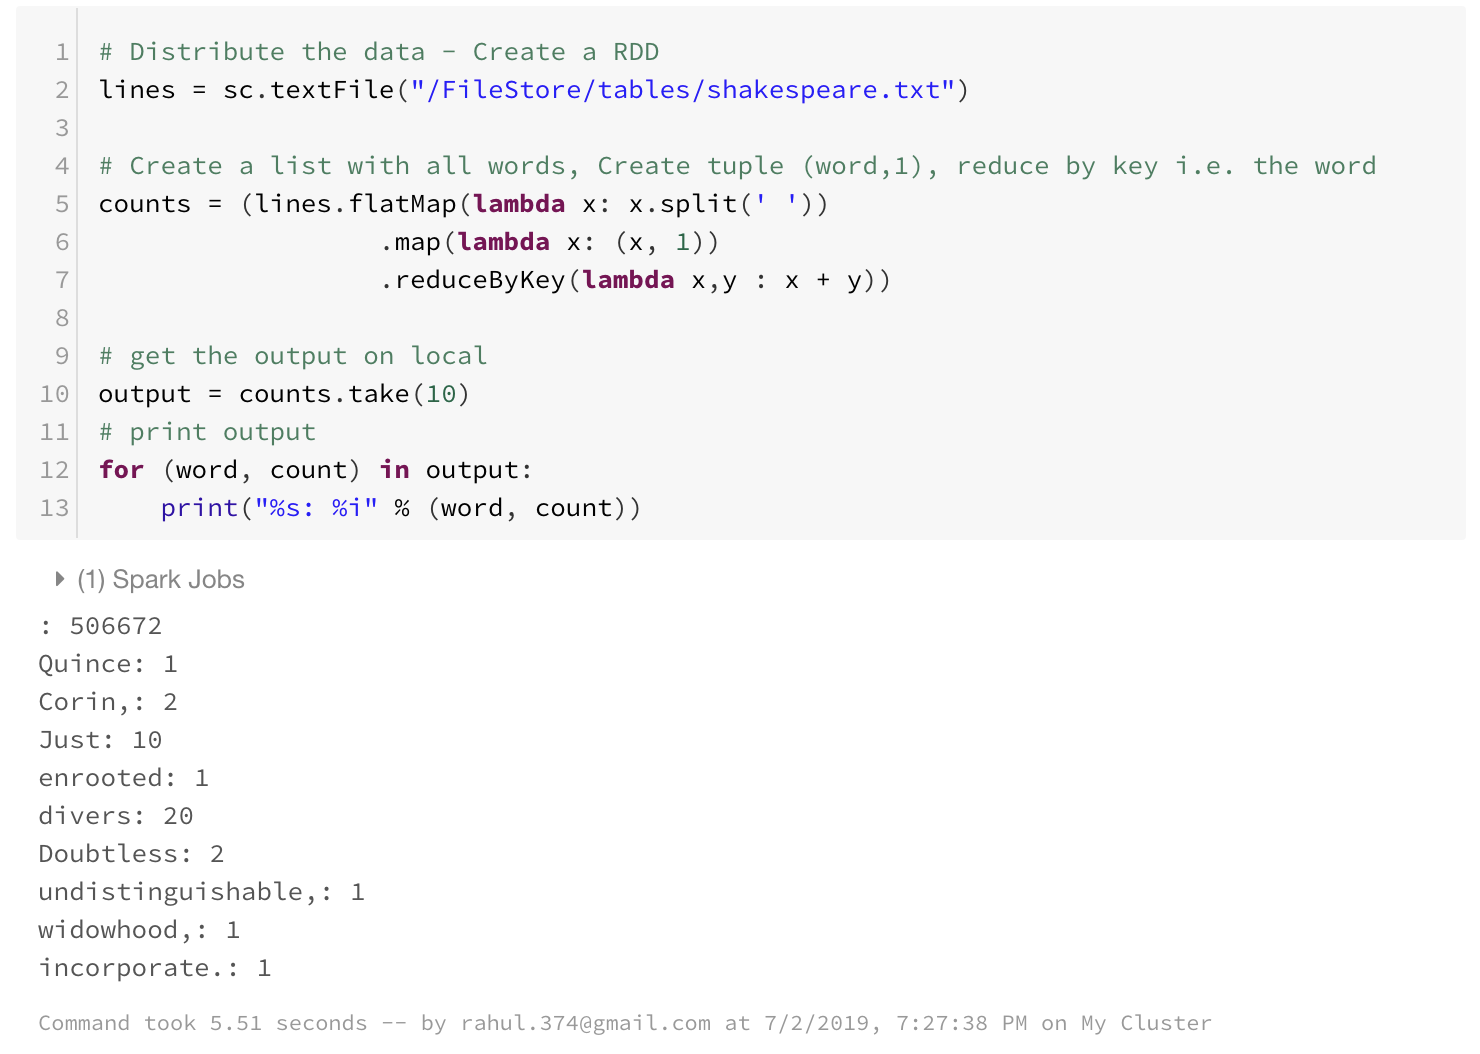 1 # Distribute the data - Create a RDD
2 lines = sc.textFile("/FileStore/tables/shakespeare.txt")
3
4 # Create a list with all words, Create tuple (word,1), reduce by key i.e. the word
5 counts = (lines.flatMap(lambda x: x.split(' '))
6                   .map(lambda x: (x, 1))
7                   .reduceByKey(lambda x,y : x + y))
8
9 # get the output on local
10 output = counts.take(10)
11 # print output
12 for (word, count) in output:
13     print("%s: %i" % (word, count))
(1) Spark Jobs
: 506672
Quince: 1
Corin,: 2
Just: 10
enrooted: 1
divers: 20
Doubtless: 2
undistinguishable,: 1
widowhood,: 1
incorporate.: 1
Command took 5.51 seconds -- by rahul.374@gmail.com at 7/2/2019, 7:27:38 PM on My Cluster